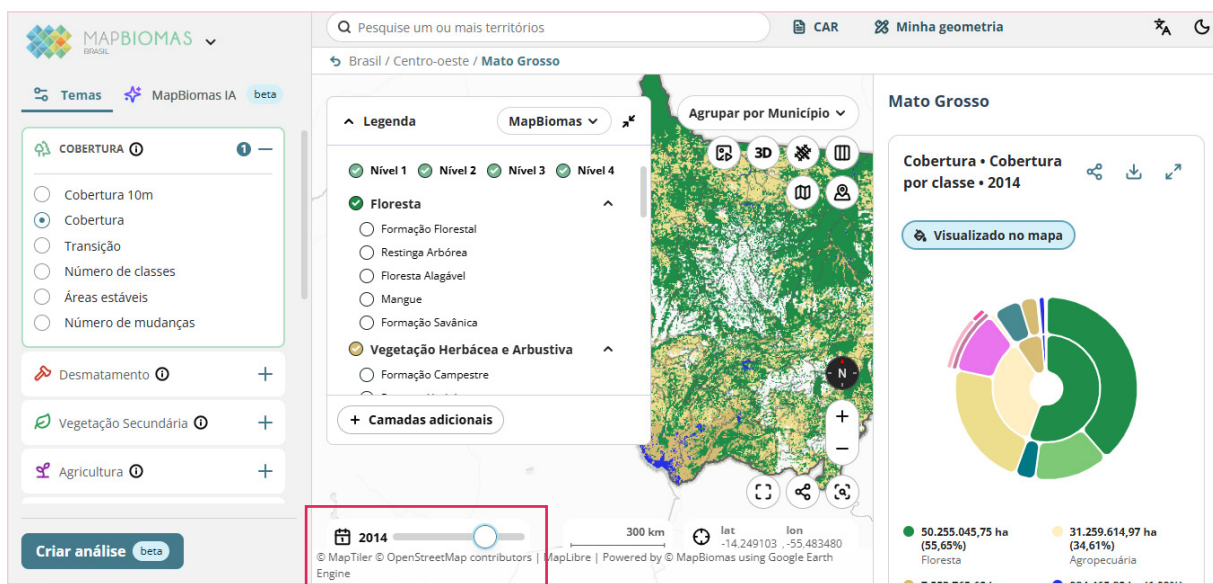 MAPBIOMAS
BRASIL
Pesquise um ou mais territórios
CAR
Minha geometria
Brasil / Centro-oeste / Mato Grosso
Temas
MapBiomas IA beta
COBERTURA
1
Cobertura 10m
Cobertura
Transição
Número de classes
Áreas estáveis
Número de mudanças
Desmatamento
Vegetação Secundária
Agricultura
Criar análise beta
Legenda
MapBiomas
Nível 1 Nível 2 Nível 3 Nível 4
Floresta
Formação Florestal
Restinga Arbórea
Floresta Alagável
Mangue
Formação Savânica
Vegetação Herbácea e Arbustiva
Formação Campestre
+ Camadas adicionais
Agrupar por Município
3D
N
2014
300 km
lat lon
-14.249103 , -55.483480
© MapTiler © OpenStreetMap contributors | MapLibre | Powered by © MapBiomas using Google Earth
Engine
Mato Grosso
Cobertura • Cobertura
por classe • 2014
Visualizado no mapa
50.255.045,75 ha
(55,65%)
Floresta
31.259.614,97 ha
(34,61%)
Agropecuária